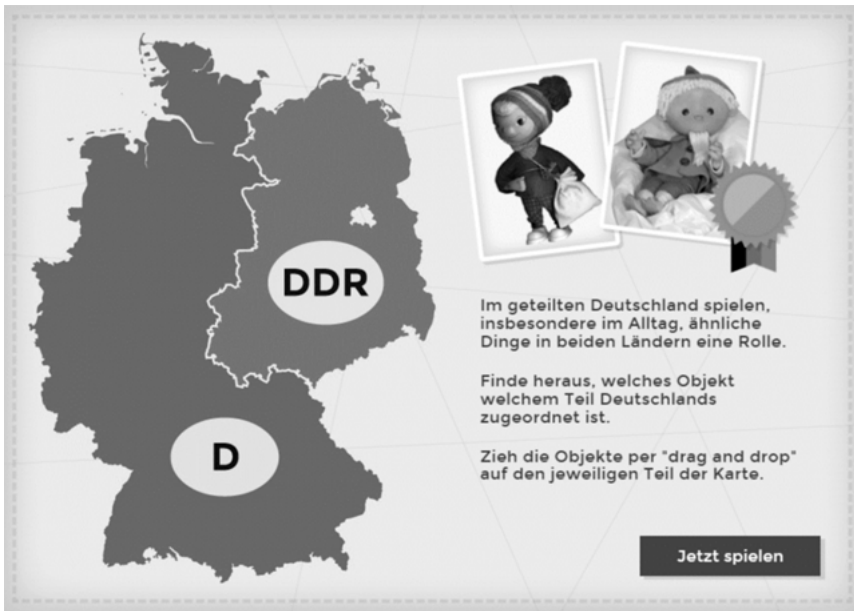 DDR
D
Im geteilten Deutschland spielen,
insbesondere im Alltag, ähnliche
Dinge in beiden Ländern eine Rolle.
Finde heraus, welches Objekt
welchem Teil Deutschlands
zugeordnet ist.
Zieh die Objekte per "drag and drop"
auf den jeweiligen Teil der Karte.
Jetzt spielen